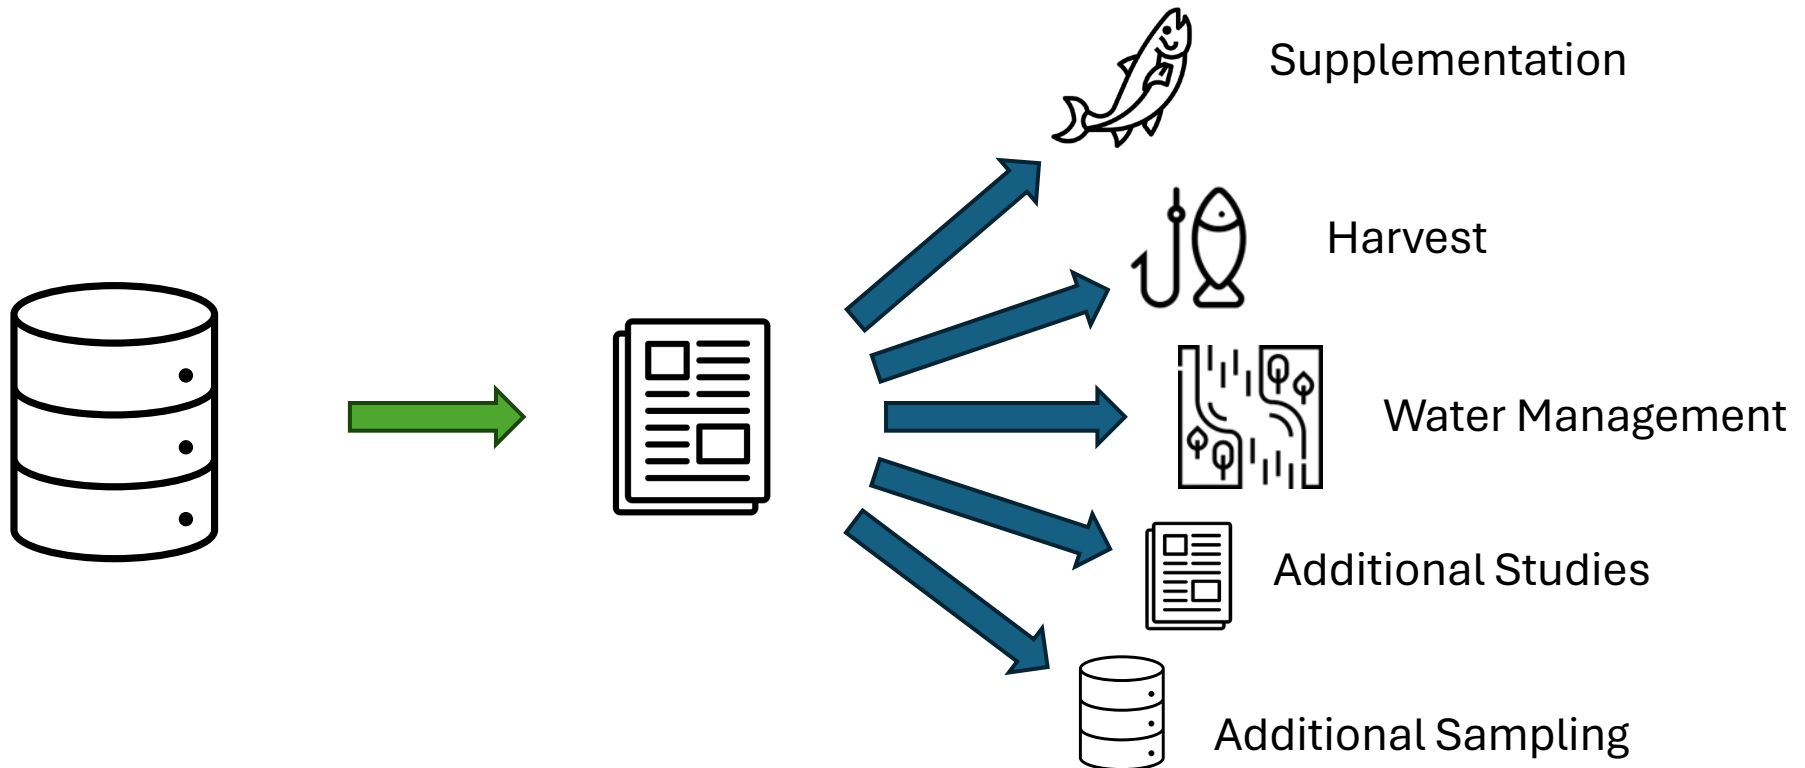 Supplementation
Harvest
Water Management
Additional Studies
Additional Sampling